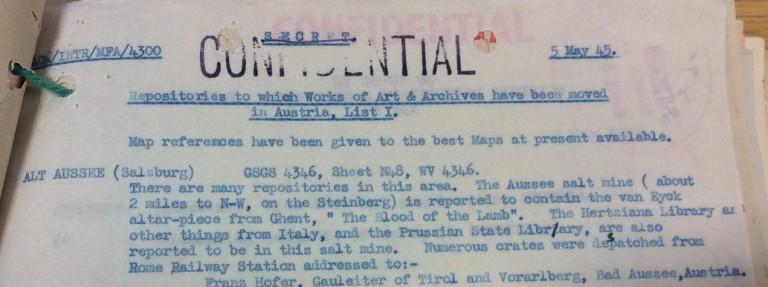 SECRET.
CONFIDENTIAL
ACA/INTR/MFA/4300 5 May 45.
Repositories to which Works of Art & Archives have been moved
in Austria, List I.
Map references have been given to the best Maps at present available.
ALT AUSSEE (Salzburg) GSGS 4346, Sheet N48, WV 4346.
There are many repositories in this area. The Aussee salt mine ( about
2 miles to N-W, on the Steinberg) is reported to contain the van Eyck
altar-piece from Ghent, " The Blood of the Lamb". The Hertziana Library
other things from Italy, and the Prussian State Library, are also
reported to be in this salt mine. Numerous crates were despatched from
Rome Railway Station addressed to:-
Franz Hofer, Gauleiter of Tirol and Vorarlberg, Bad Aussee,Austria.